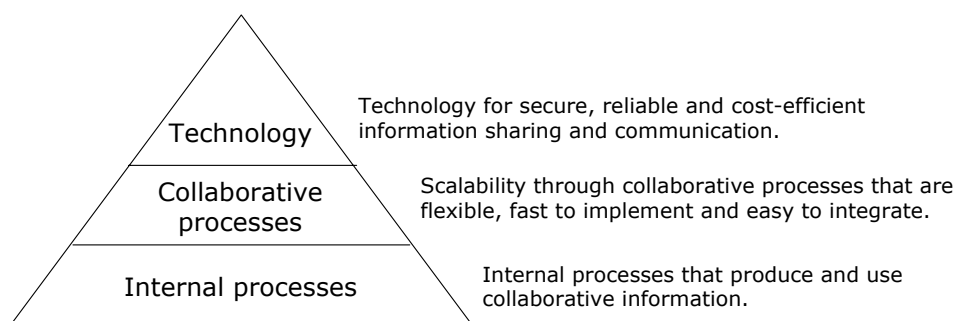 Technology
Technology for secure, reliable and cost-efficient
information sharing and communication.
Collaborative
processes
Scalability through collaborative processes that are
flexible, fast to implement and easy to integrate.
Internal processes
Internal processes that produce and use
collaborative information.